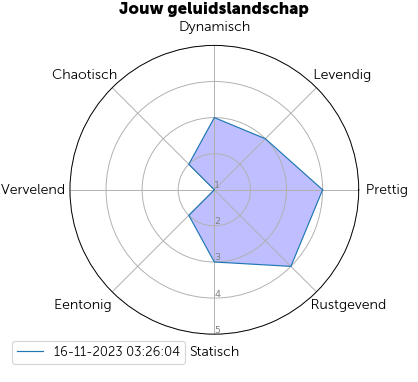 Jouw geluidslandschap
Dynamisch
Chaotisch
Levendig
1
Vervelend
Prettig
2
3
4
Eentonig
Rustgevend
5
16-11-2023 03:26:04
Statisch